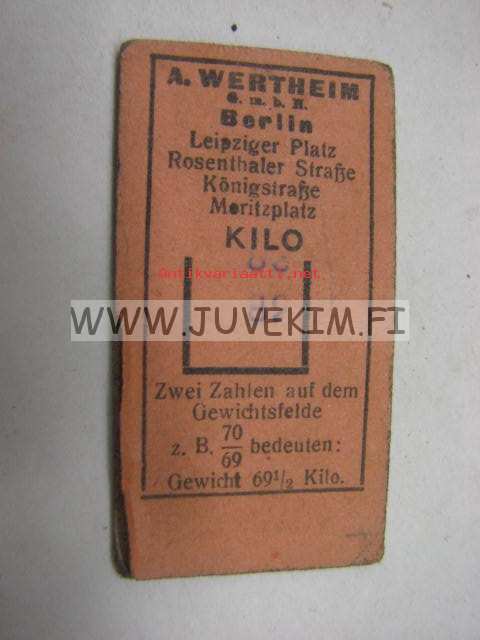 A. WERTHEIM
G. m. b. H.
Berlin
Leipziger Platz
Rosenthaler Straße
Königstraße
Moritzplatz
KILO
Antikvariaatti.net
WWW.JUVEKIM.FI
Zwei Zahlen auf dem
Gewichtsfelde
z. B. 70/69 bedeuten:
Gewicht 69½ Kilo.